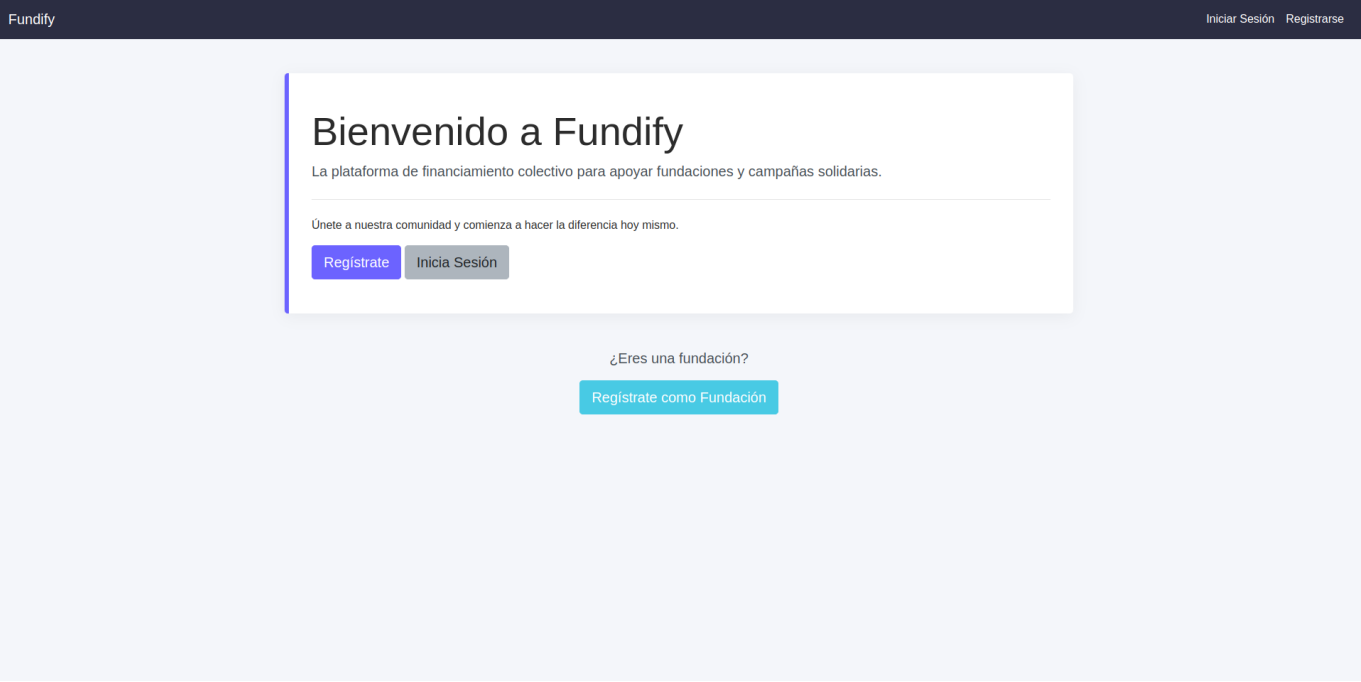 Fundify
Iniciar Sesión Registrarse
Bienvenido a Fundify
La plataforma de financiamiento colectivo para apoyar fundaciones y campañas solidarias.
Únete a nuestra comunidad y comienza a hacer la diferencia hoy mismo.
Regístrate Inicia Sesión
¿Eres una fundación?
Regístrate como Fundación